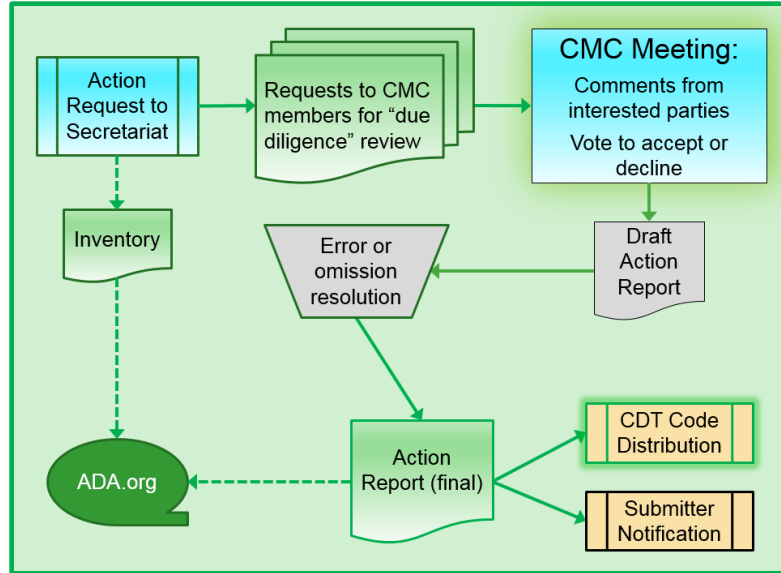 Action
Request to
Secretariat
Requests to CMC
members for “due
diligence” review
CMC Meeting:
Comments from
interested parties
Vote to accept or
decline
Inventory
Error or
omission
resolution
Draft
Action
Report
ADA.org
Action
Report (final)
CDT Code
Distribution
Submitter
Notification